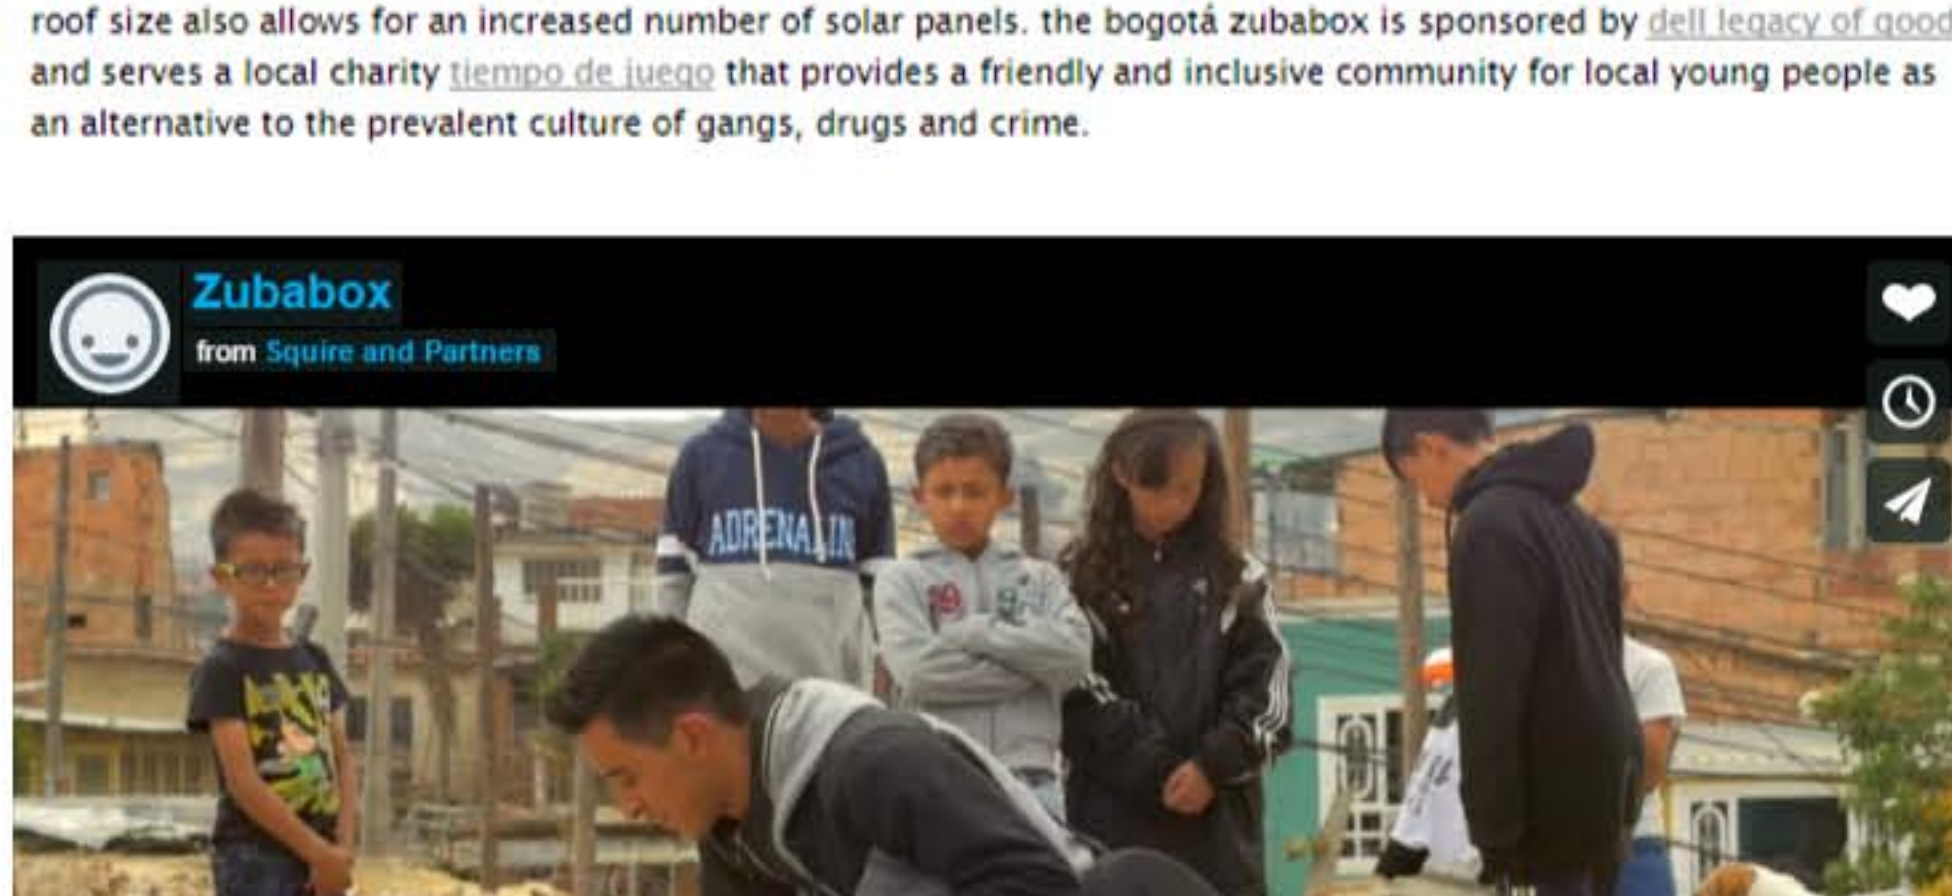 roof size also allows for an increased number of solar panels. the bogotá zubabox is sponsored by dell legacy of good
and serves a local charity tiempo de juego that provides a friendly and inclusive community for local young people as
an alternative to the prevalent culture of gangs, drugs and crime.
Zubabox
from Squire and Partners
ADRENALIN